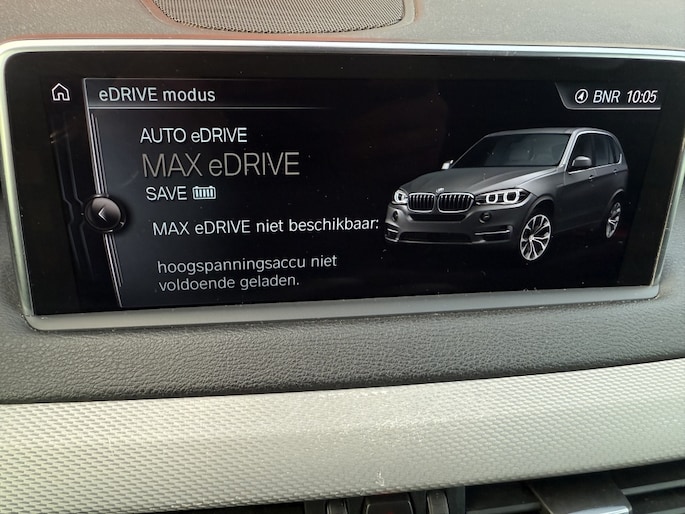 eDRIVE modus
BNR 10:05
AUTO eDRIVE
MAX eDRIVE
SAVE
MAX eDRIVE niet beschikbaar:
hoogspanningsaccu niet
voldoende geladen.